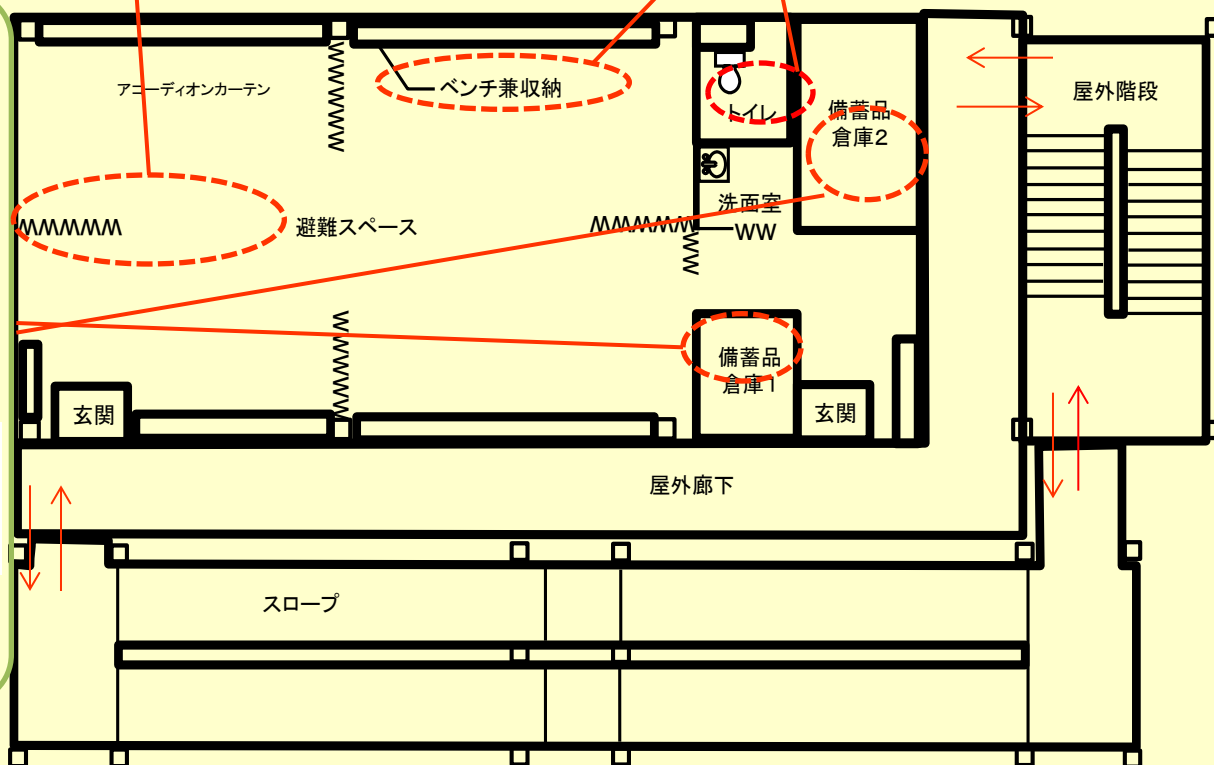 アコーディオンカーテン
ベンチ兼収納
トイレ
備蓄品
倉庫2
屋外階段
避難スペース
洗面室
WW
備蓄品
倉庫1
玄関
玄関
屋外廊下
スロープ